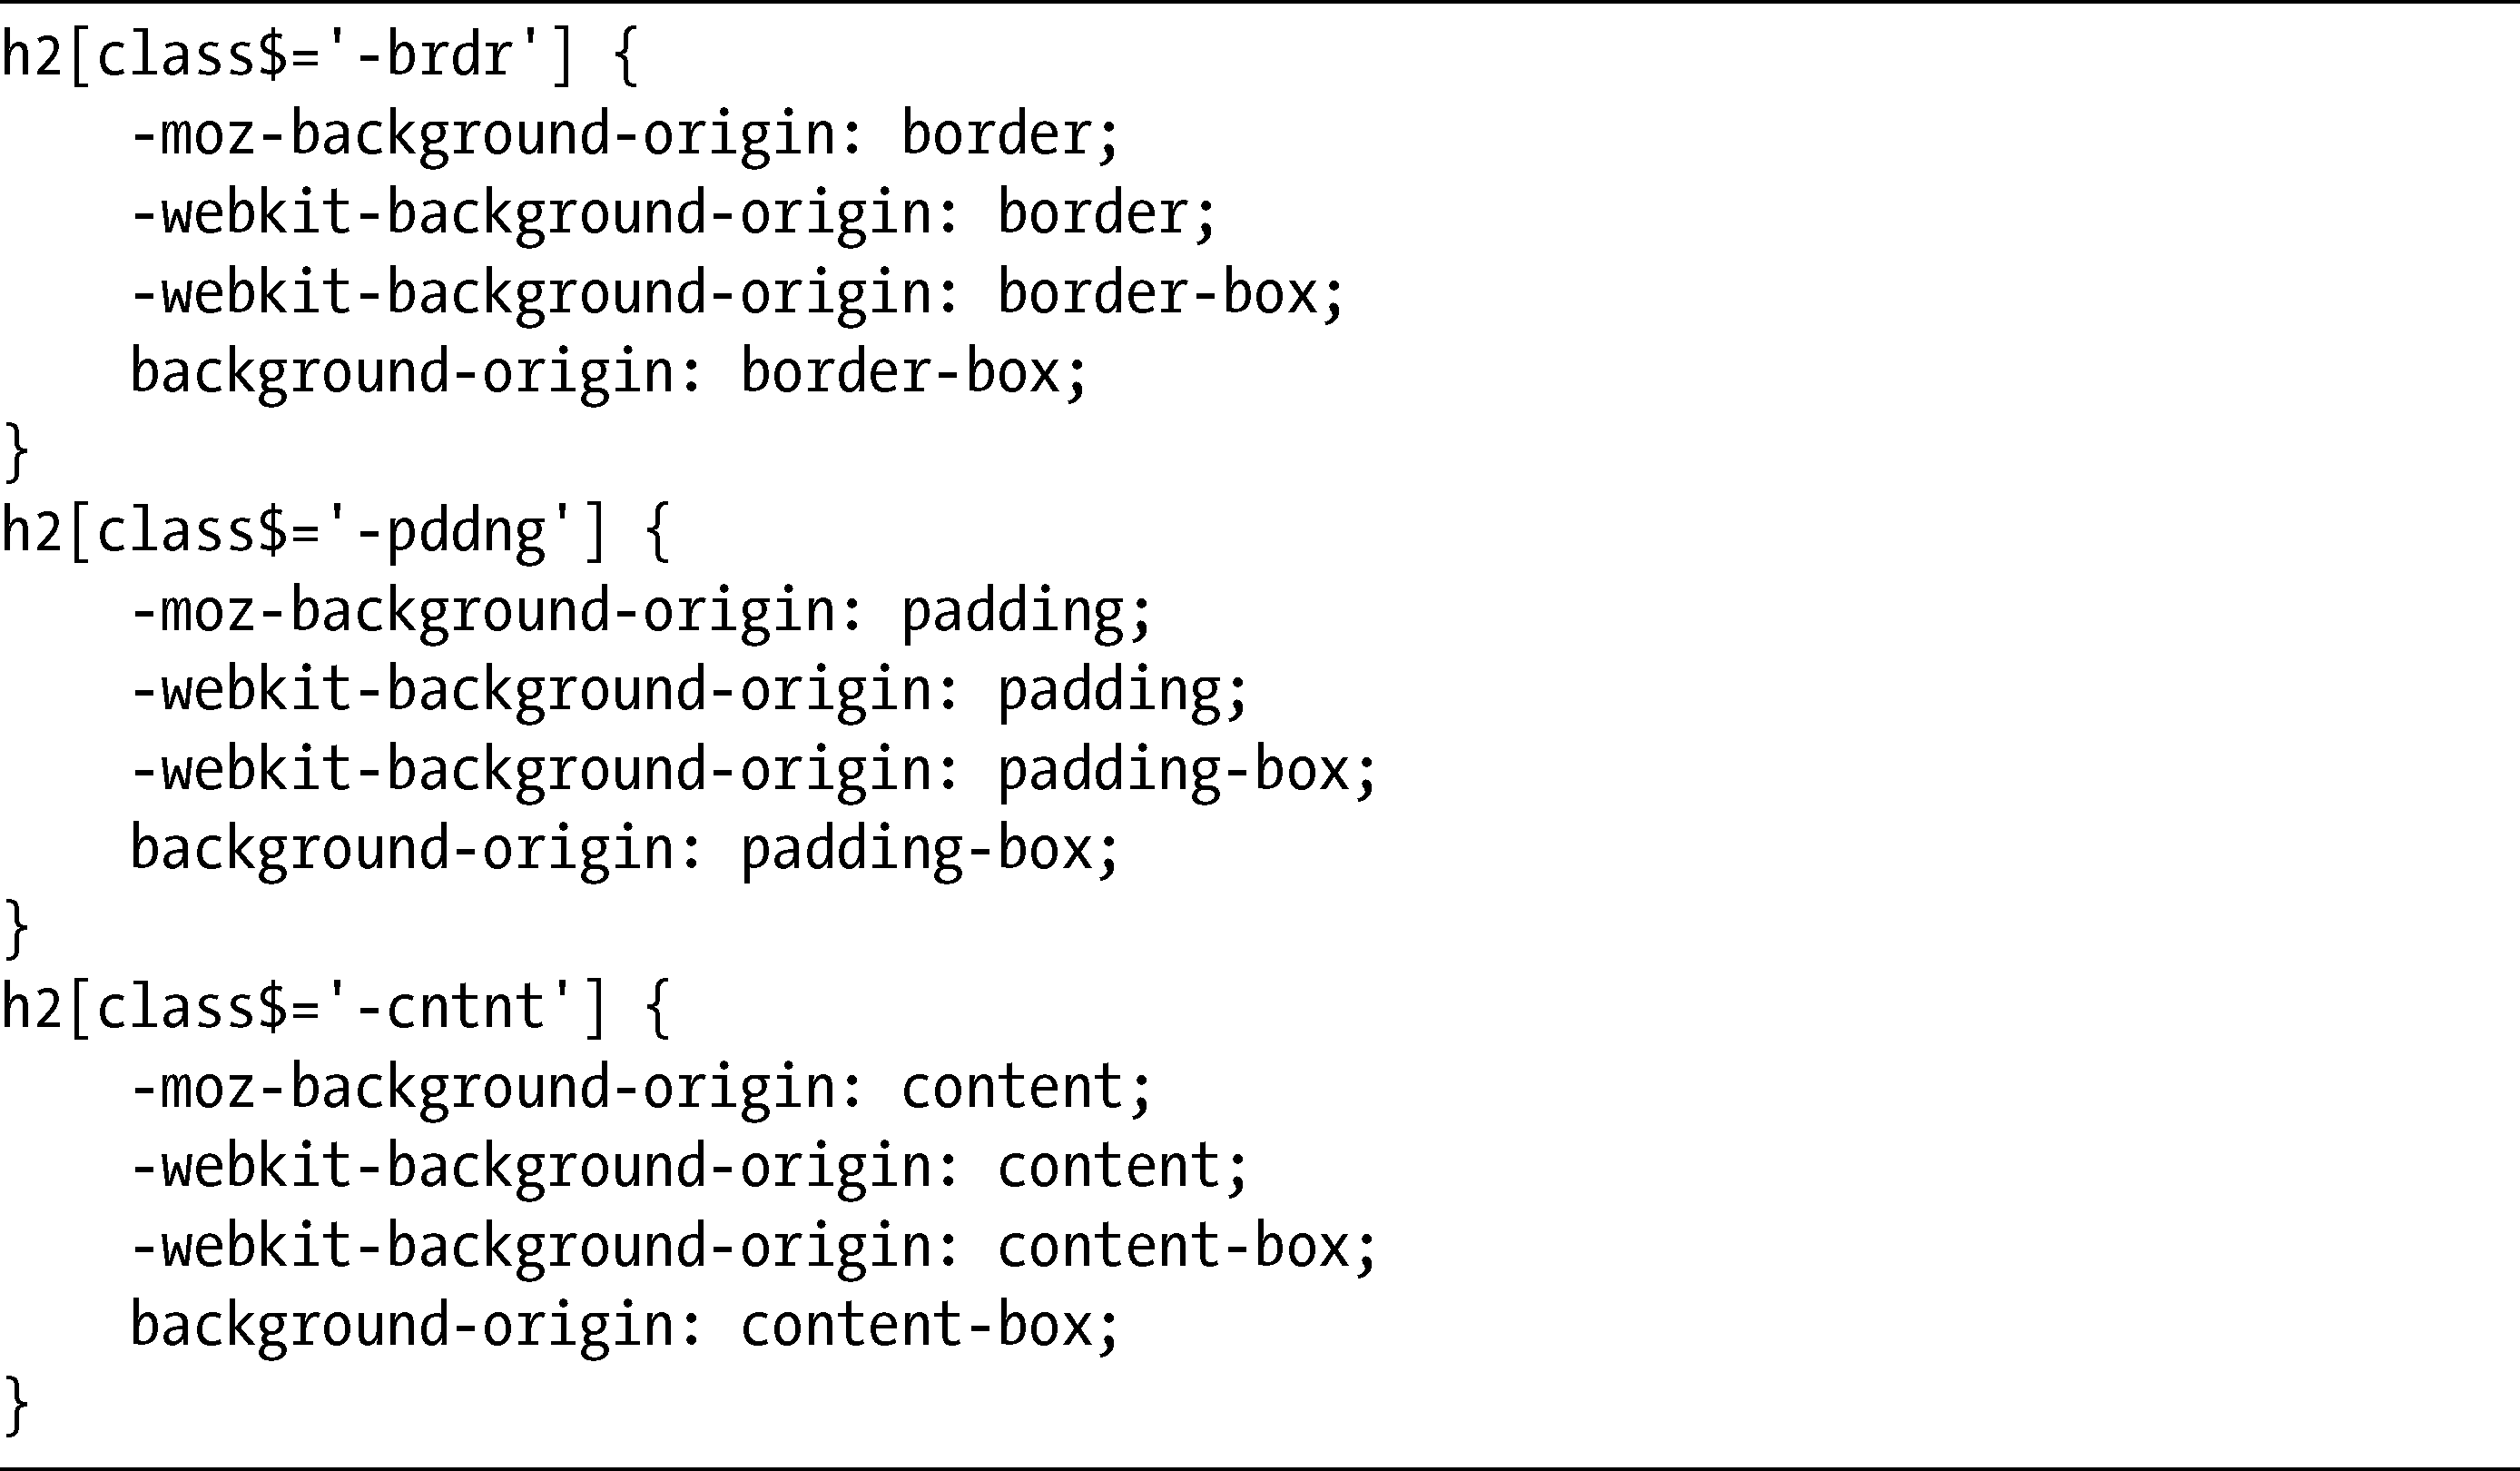 h2[class$='-brdr'] {
    -moz-background-origin: border;
    -webkit-background-origin: border;
    -webkit-background-origin: border-box;
    background-origin: border-box;
}
h2[class$='-pddng'] {
    -moz-background-origin: padding;
    -webkit-background-origin: padding;
    -webkit-background-origin: padding-box;
    background-origin: padding-box;
}
h2[class$='-cntnt'] {
    -moz-background-origin: content;
    -webkit-background-origin: content;
    -webkit-background-origin: content-box;
    background-origin: content-box;
}